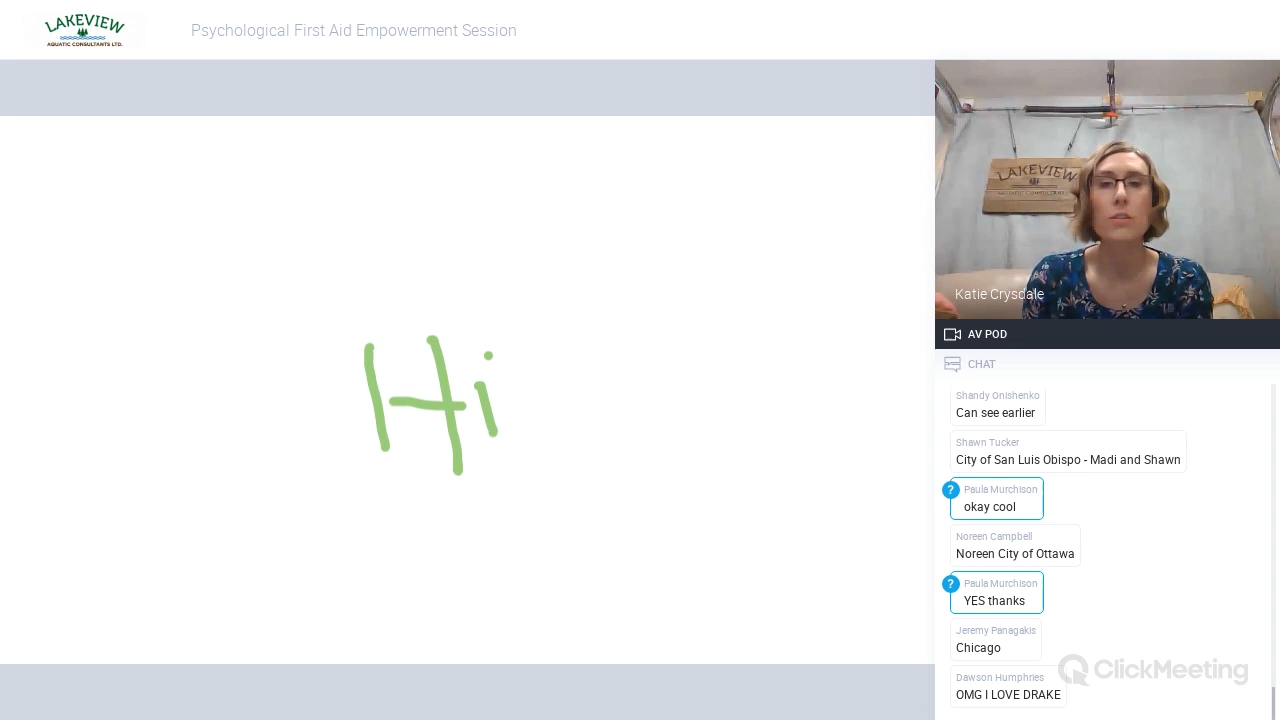 LAKEVIEW
AQUATIC CONSULTANTS LTD.
Psychological First Aid Empowerment Session
Hi
LAKEVIEW
Katie Crysdale
AV POD
CHAT
Shandy Onishenko
Can see earlier
Shawn Tucker
City of San Luis Obispo - Madi and Shawn
?
Paula Murchison
okay cool
Noreen Campbell
Noreen City of Ottawa
?
Paula Murchison
YES thanks
Jeremy Panagakis
Chicago
Dawson Humphries
OMG I LOVE DRAKE
ClickMeeting